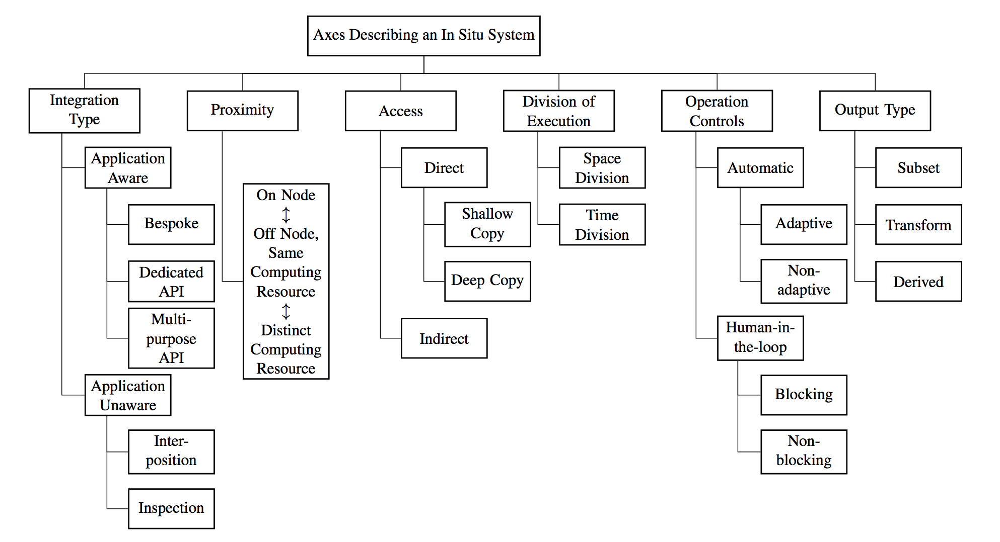 Axes Describing an In Situ System
Integration
Type
Application
Aware
Bespoke
Dedicated
API
Multi-
purpose
API
Application
Unaware
Inter-
position
Inspection
Proximity
On Node
↕
Off Node,
Same
Computing
Resource
↕
Distinct
Computing
Resource
Access
Direct
Shallow
Copy
Deep Copy
Indirect
Division of
Execution
Space
Division
Time
Division
Operation
Controls
Automatic
Adaptive
Non-
adaptive
Human-in-
the-loop
Blocking
Non-
blocking
Output Type
Subset
Transform
Derived